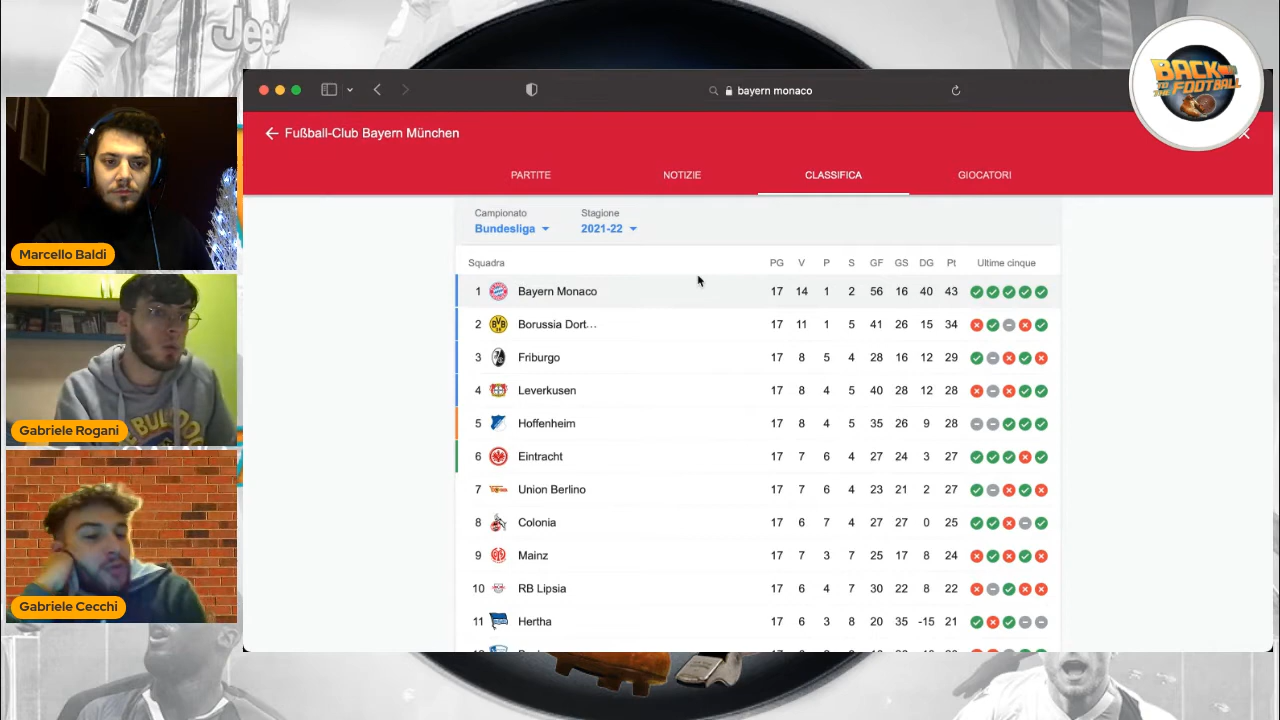 Jeep
BACK
TO THE FOOTBALL
bayern monaco
Fußball-Club Bayern München
PARTITE NOTIZIE CLASSIFICA GIOCATORI
Campionato Stagione
Bundesliga 2021-22
Squadra PG V P S GF GS DG Pt Ultime cinque
1 Bayern Monaco 17 14 1 2 56 16 40 43
2 Borussia Dort... 17 11 1 5 41 26 15 34
3 Friburgo 17 8 5 4 28 16 12 29
4 Leverkusen 17 8 4 5 40 28 12 28
5 Hoffenheim 17 8 4 5 35 26 9 28
6 Eintracht 17 7 6 4 27 24 3 27
7 Union Berlino 17 7 6 4 23 21 2 27
8 Colonia 17 6 7 4 27 27 0 25
9 Mainz 17 7 3 7 25 17 8 24
10 RB Lipsia 17 6 4 7 30 22 8 22
11 Hertha 17 6 3 8 20 35 -15 21
Marcello Baldi
Gabriele Rogani
Gabriele Cecchi